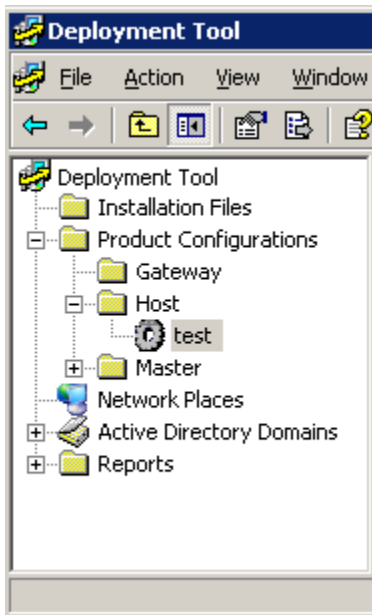 Deployment Tool
File Action View Window
Deployment Tool
Installation Files
Product Configurations
Gateway
Host
test
Master
Network Places
Active Directory Domains
Reports